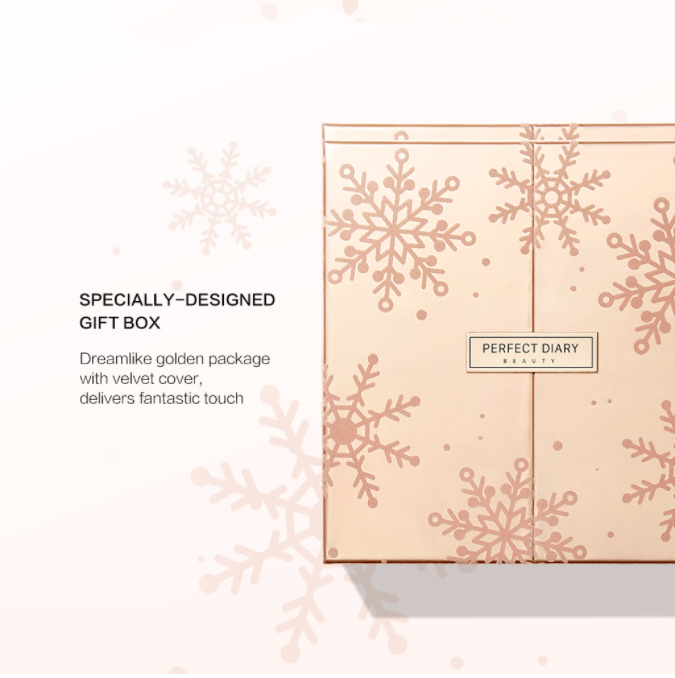 SPECIALLY-DESIGNED
GIFT BOX
Dreamlike golden package
with velvet cover,
delivers fantastic touch
PERFECT DIARY
BEAUTY